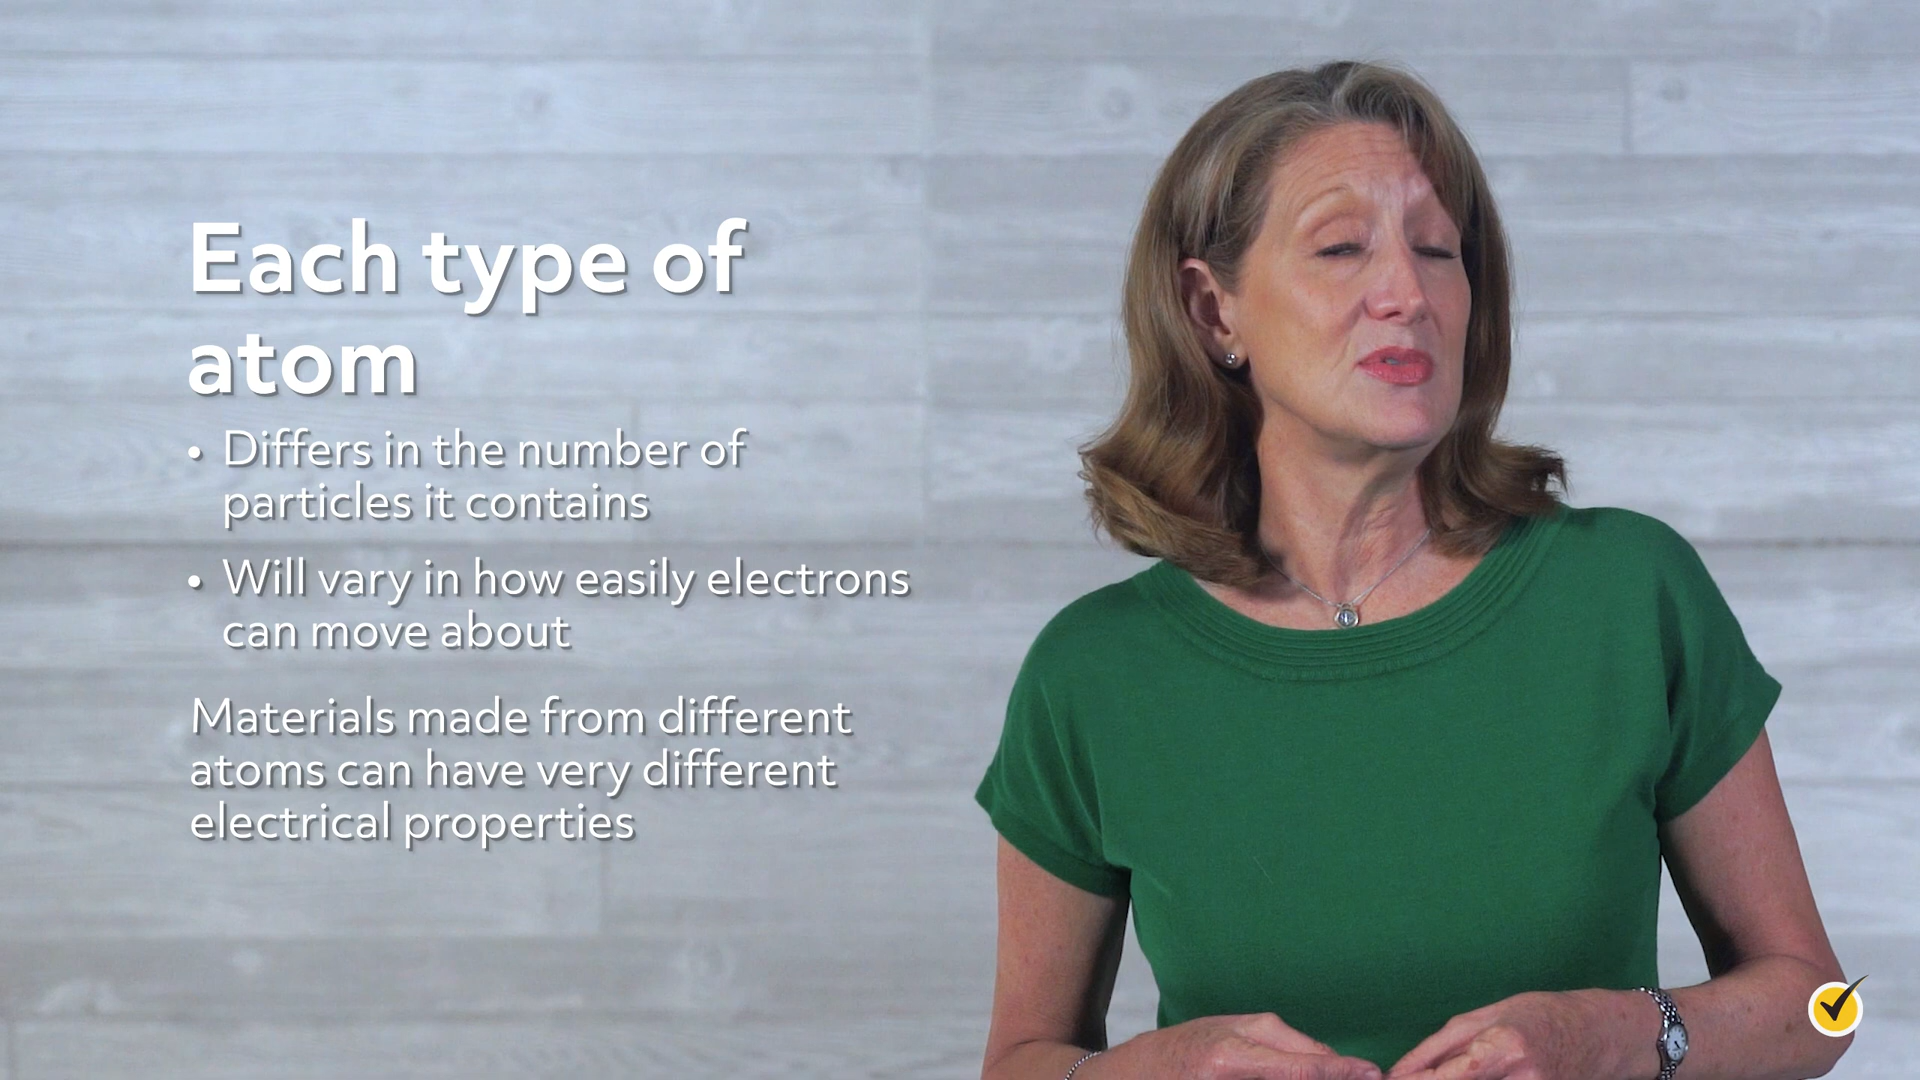 Each type of
atom
• Differs in the number of
particles it contains
• Will vary in how easily electrons
can move about
Materials made from different
atoms can have very different
electrical properties